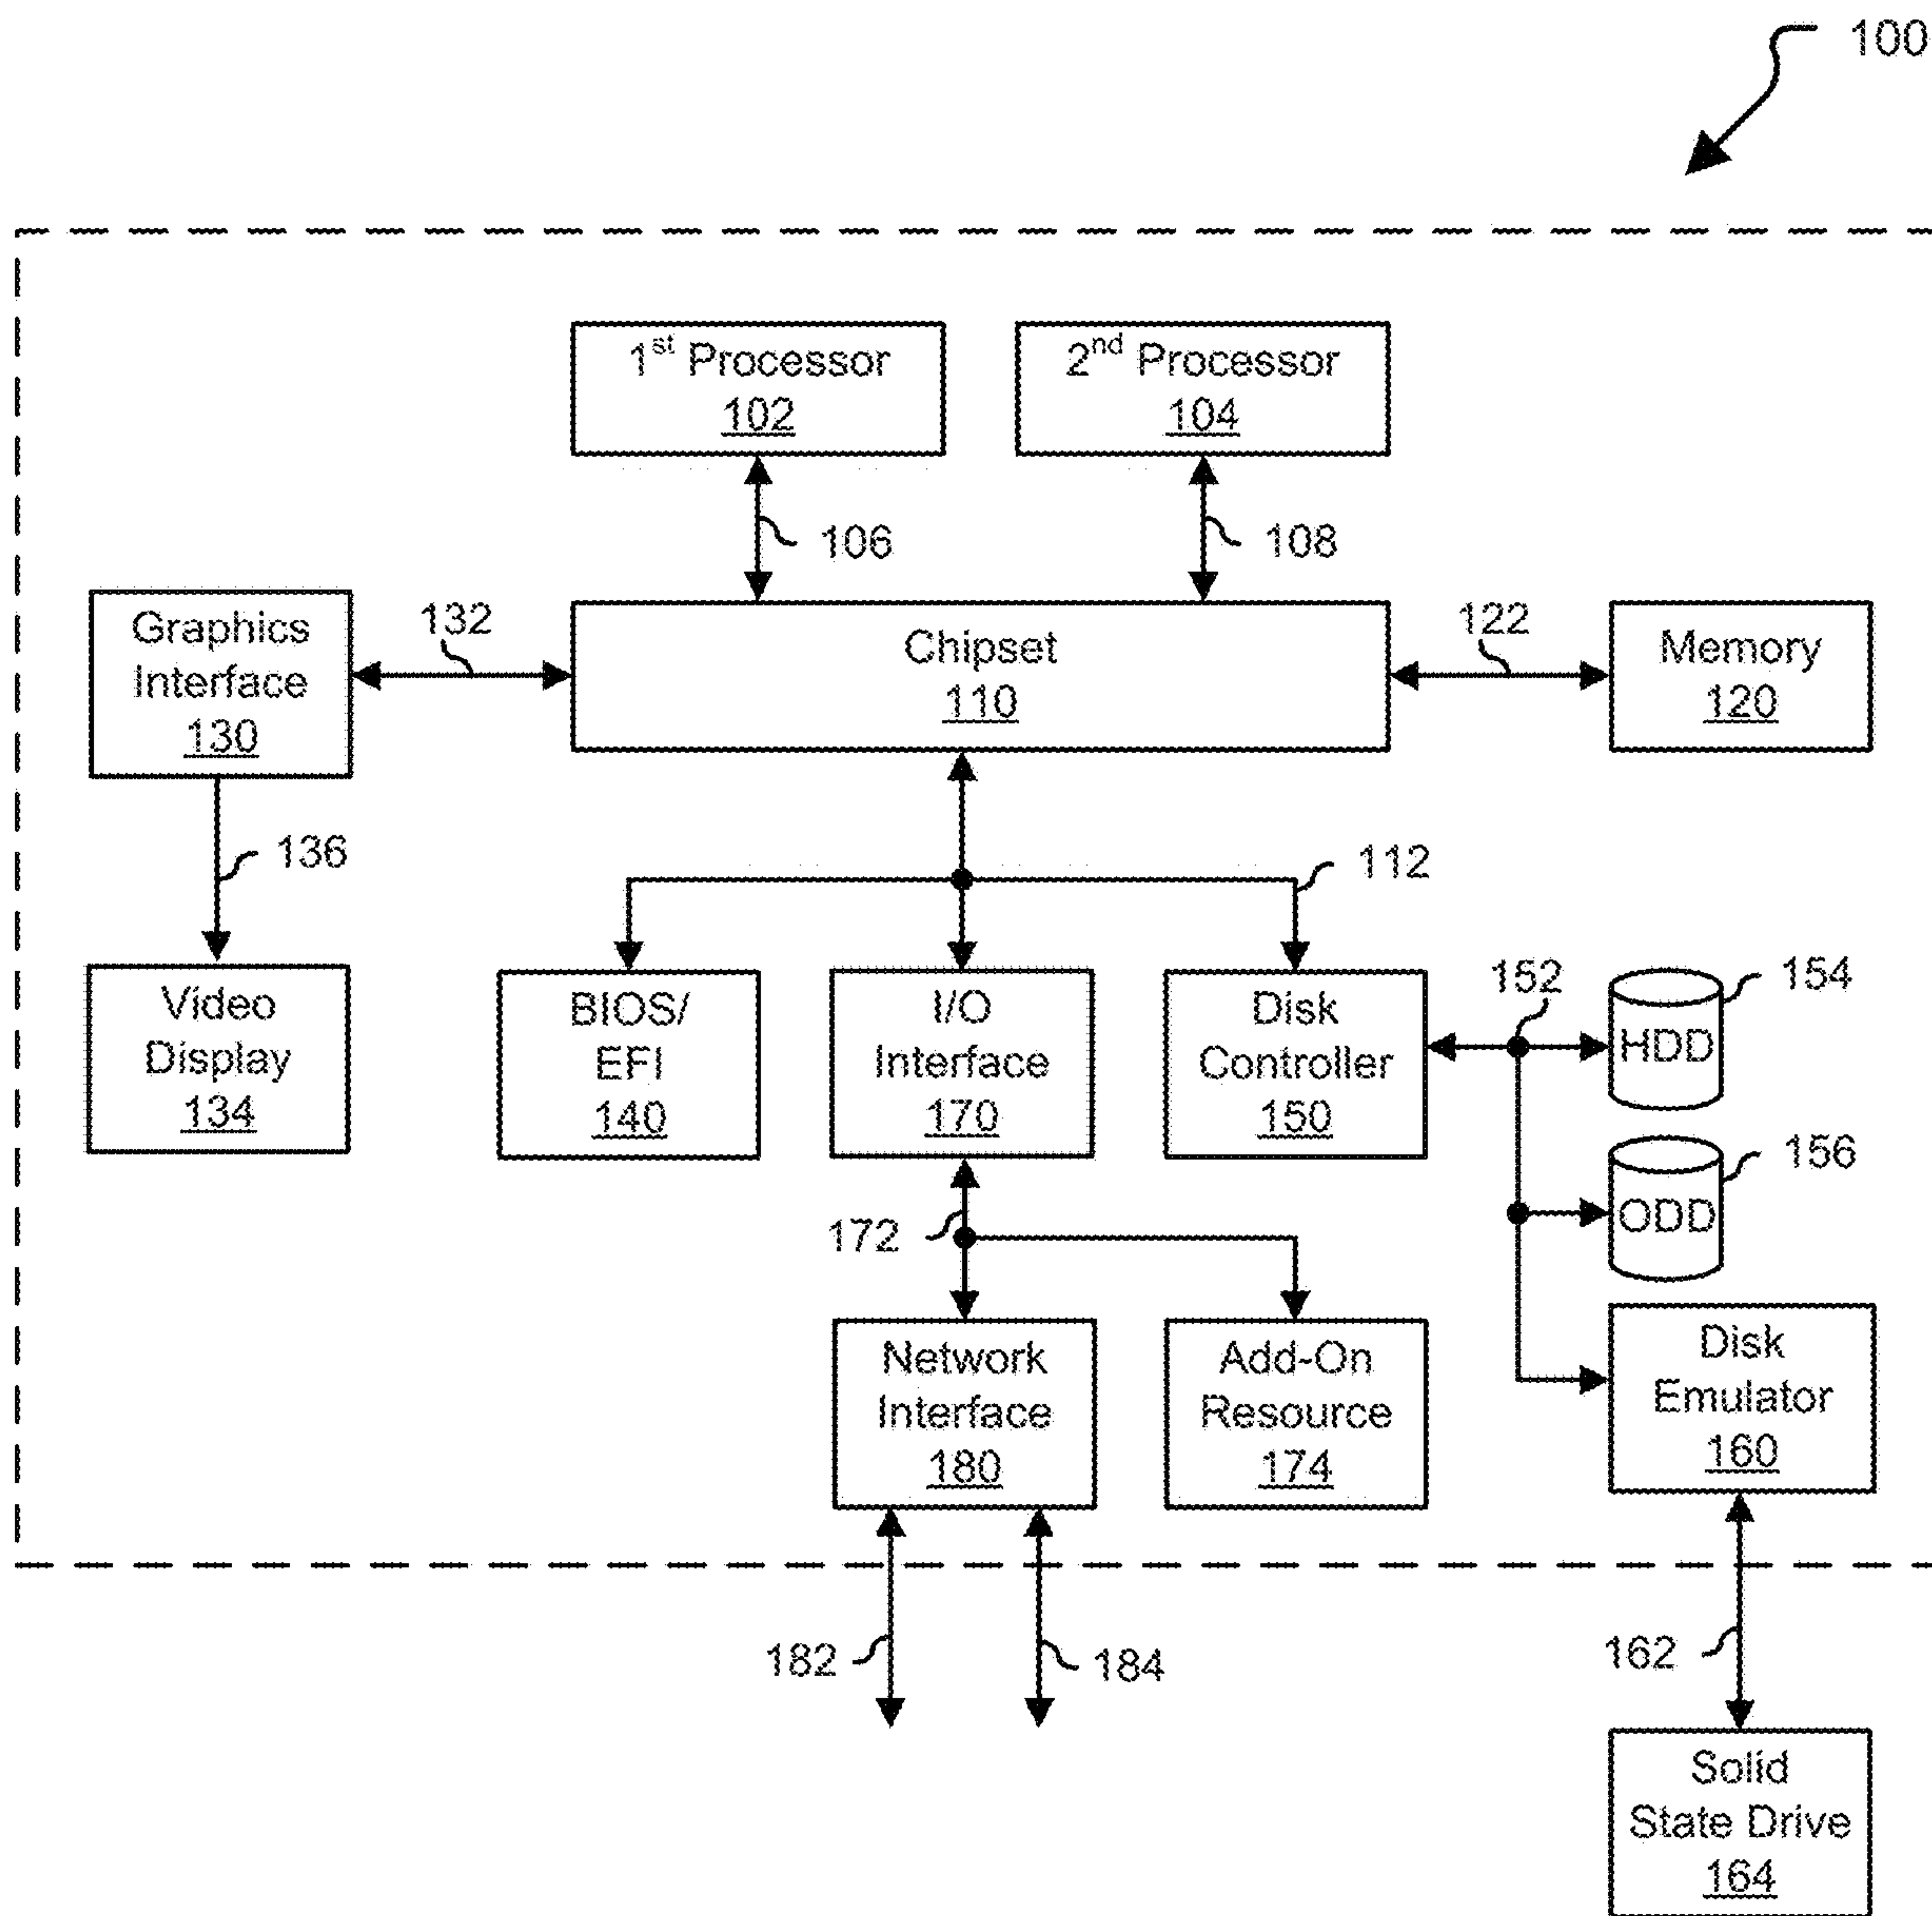 100
1st Processor
102
2nd Processor
104
106
108
Graphics
Interface
130
132
Chipset
110
122
Memory
120
136
112
Video
Display
134
BIOS/
EFI
140
I/O
Interface
170
Disk
Controller
150
152
HDD
154
ODD
156
172
Network
Interface
180
Add-On
Resource
174
Disk
Emulator
160
182
184
162
Solid
State Drive
164